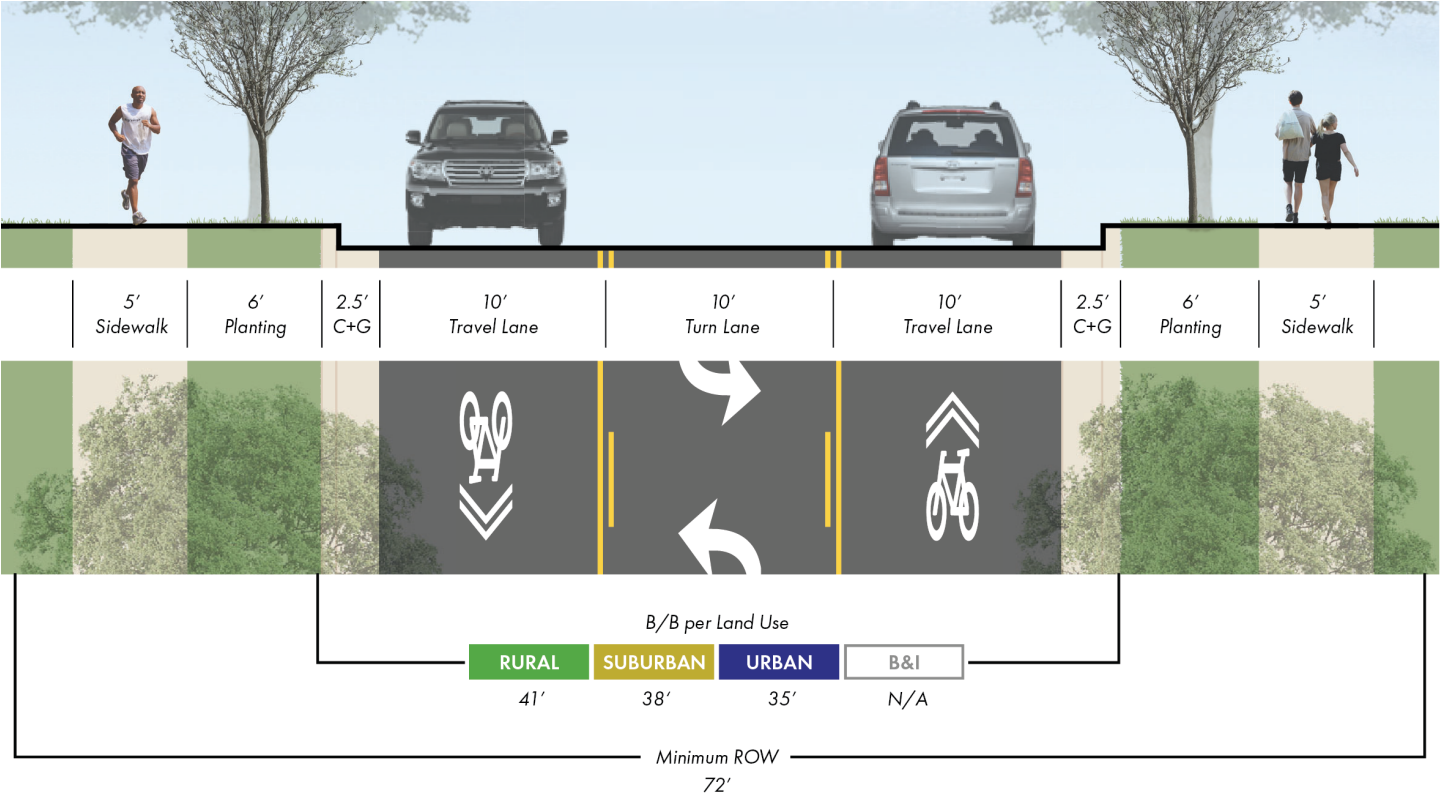 5’ 6’ 2.5’ 10’ 10’ 10’ 2.5’ 6’ 5’
Sidewalk Planting C+G Travel Lane Turn Lane Travel Lane C+G Planting Sidewalk
B/B per Land Use
RURAL SUBURBAN URBAN B&I
41’ 38’ 35’ N/A
Minimum ROW
72’